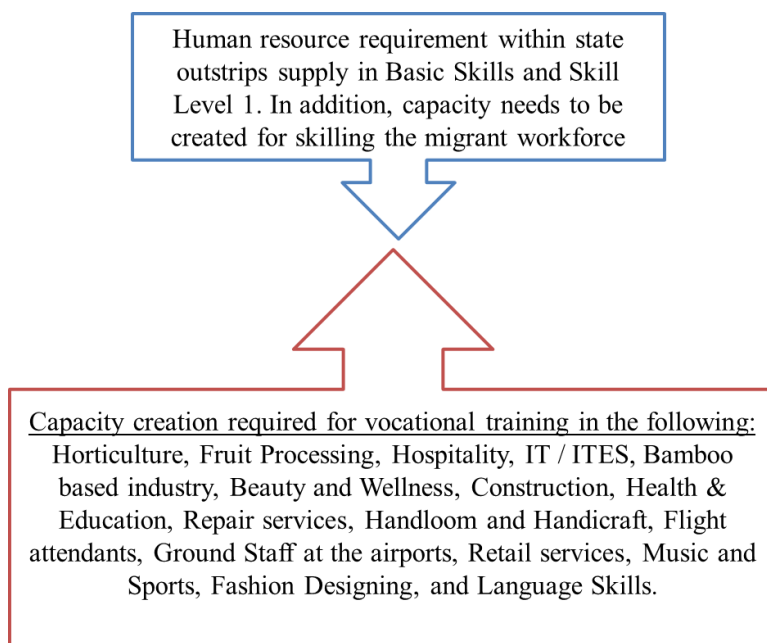 Human resource requirement within state
outstrips supply in Basic Skills and Skill
Level 1. In addition, capacity needs to be
created for skilling the migrant workforce
Capacity creation required for vocational training in the following:
Horticulture, Fruit Processing, Hospitality, IT / ITES, Bamboo
based industry, Beauty and Wellness, Construction, Health &
Education, Repair services, Handloom and Handicraft, Flight
attendants, Ground Staff at the airports, Retail services, Music and
Sports, Fashion Designing, and Language Skills.